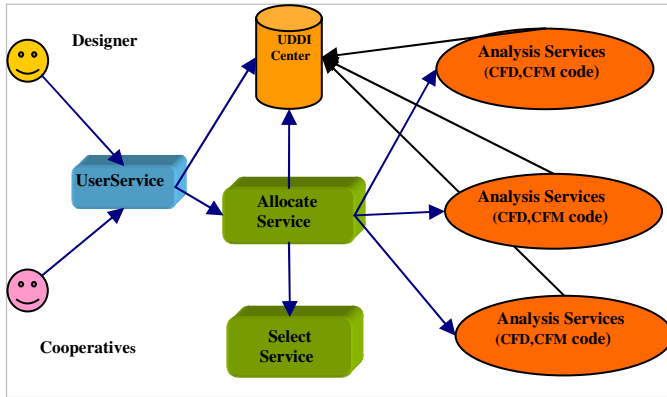 Designer
UDDI
Center
Analysis Services
(CFD,CFM code)
UserService
Allocate
Service
Analysis Services
(CFD,CFM code)
Select
Service
Analysis Services
(CFD,CFM code)
Cooperatives